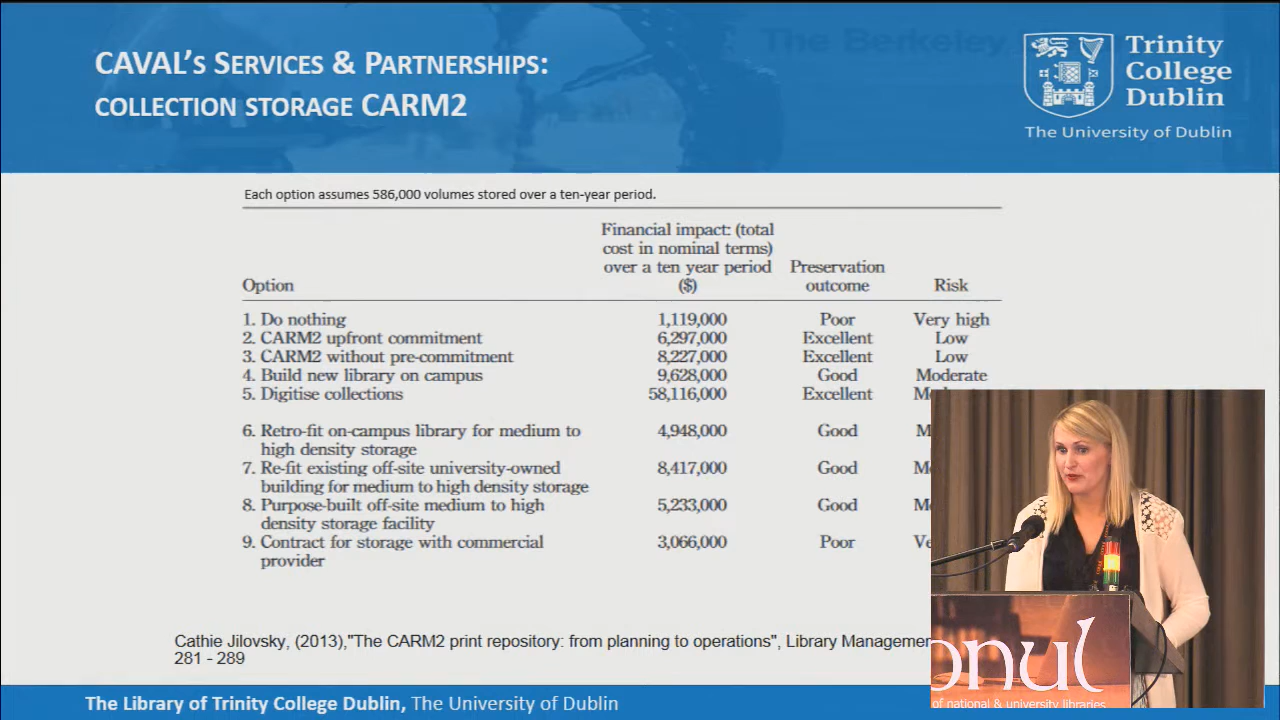 CAVAL's Services & Partnerships:
collection storage CARM2
Trinity
College
Dublin
The University of Dublin
Each option assumes 586,000 volumes stored over a ten-year period.
Financial impact: (total
cost in nominal terms)
over a ten year period Preservation
Option ($) outcome Risk
1. Do nothing 1,119,000 Poor Very high
2. CARM2 upfront commitment 6,297,000 Excellent Low
3. CARM2 without pre-commitment 8,227,000 Excellent Low
4. Build new library on campus 9,628,000 Good Moderate
5. Digitise collections 58,116,000 Excellent
6. Retro-fit on-campus library for medium to 4,948,000 Good
high density storage
7. Re-fit existing off-site university-owned 8,417,000 Good
building for medium to high density storage
8. Purpose-built off-site medium to high 5,233,000 Good
density storage facility
9. Contract for storage with commercial 3,066,000 Poor
provider
Cathie Jilovsky, (2013),"The CARM2 print repository: from planning to operations", Library
281 - 289
onul
of national & university libraries
The Library of Trinity College Dublin, The University of Dublin